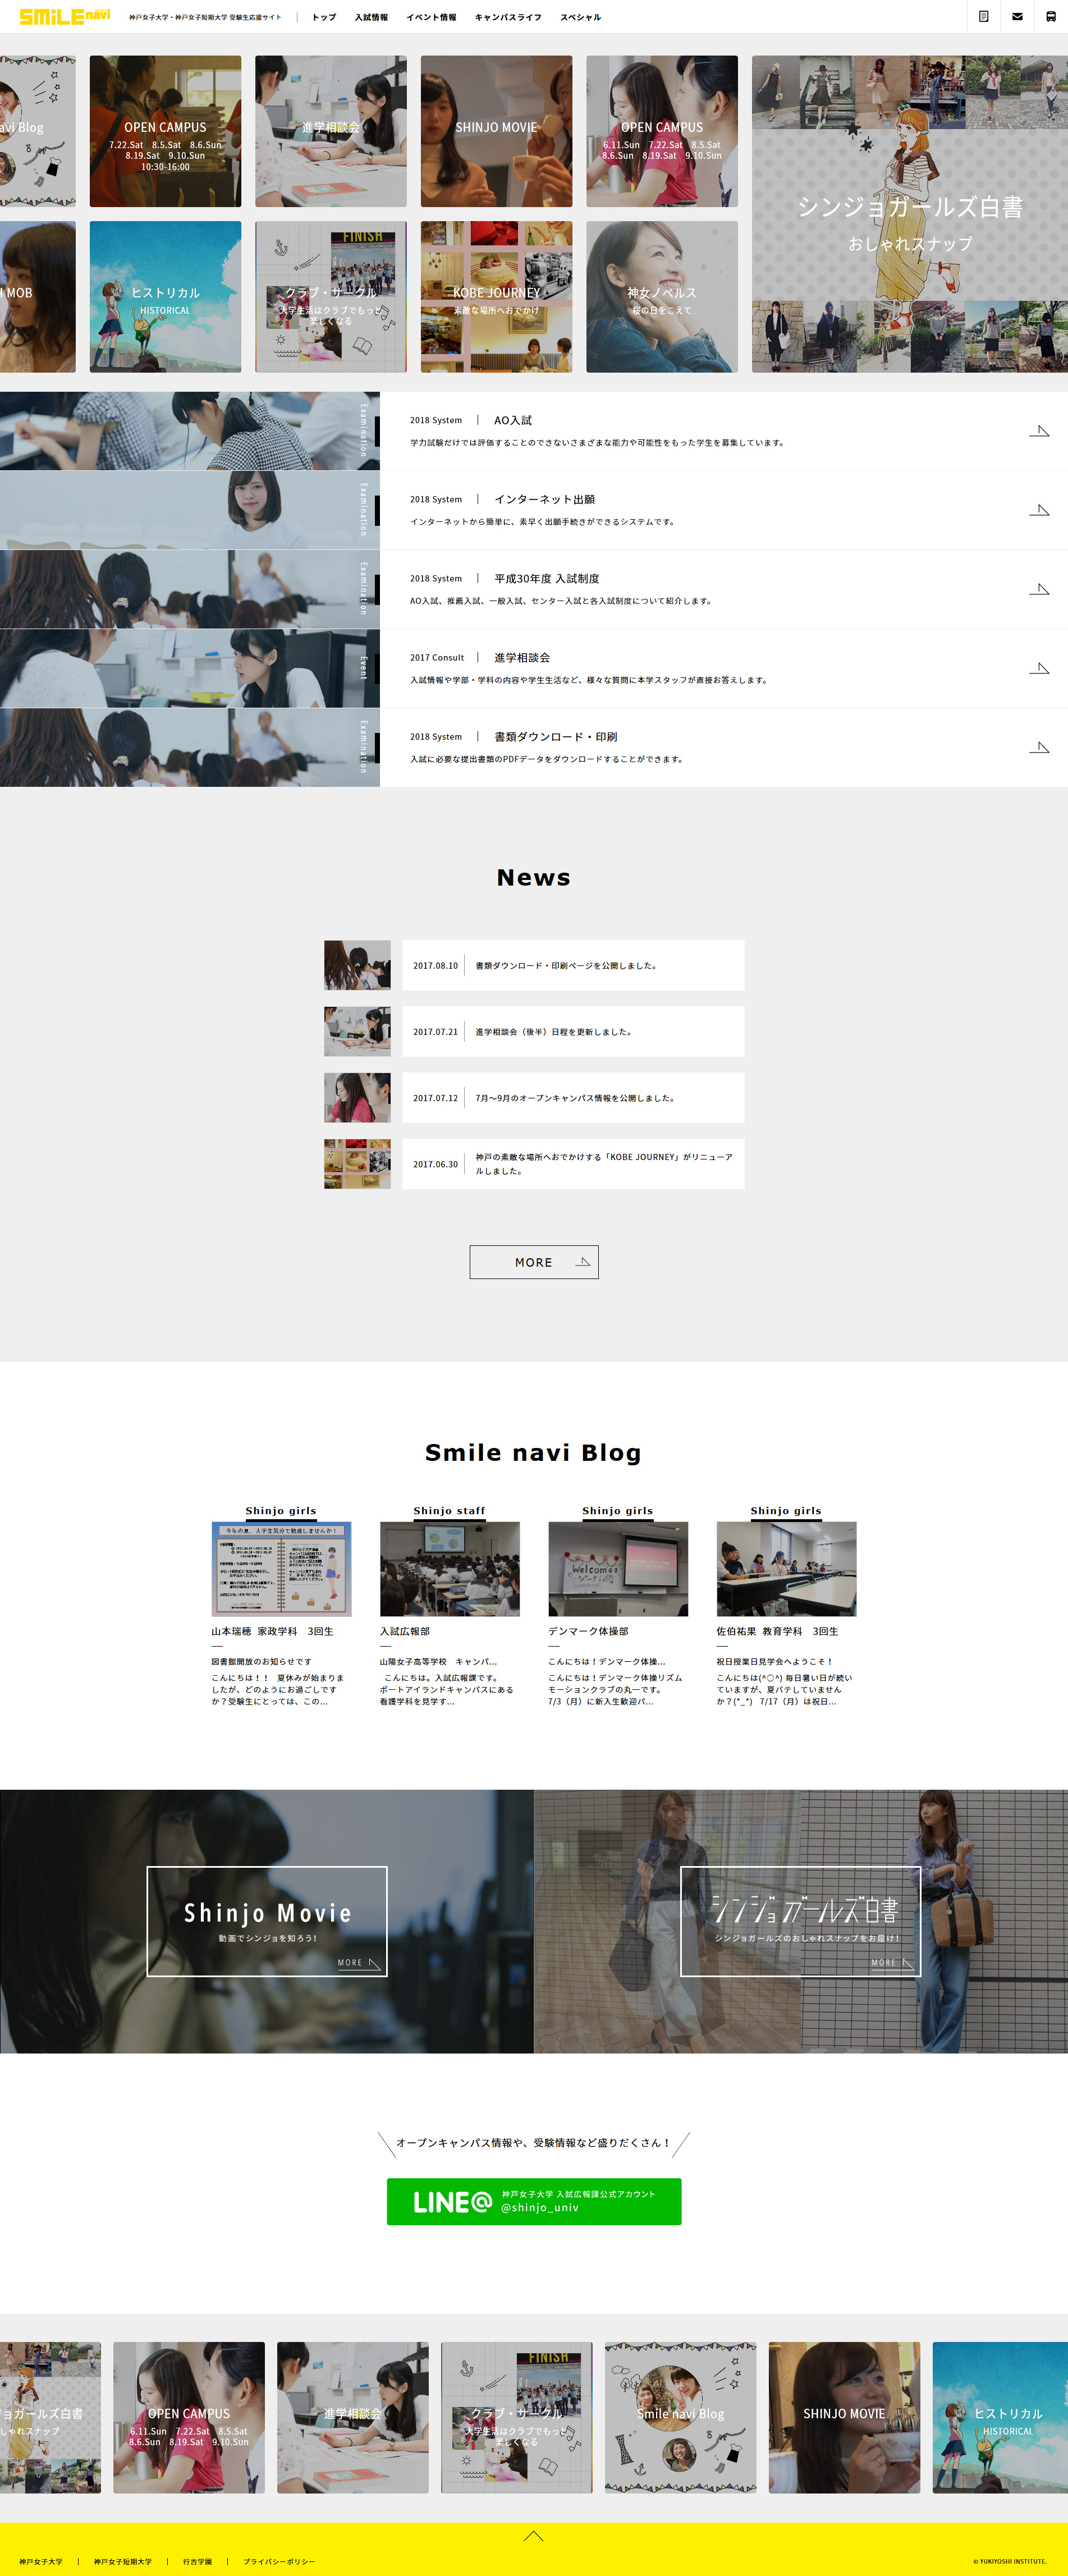 SMiLE navi
神戸女子大学・神戸女子短期大学 受験生応援サイト
トップ
入試情報
イベント情報
キャンパスライフ
スペシャル
avi Blog
OPEN CAMPUS
7.22.Sat 8.5.Sat 8.6.Sun
8.19.Sat 9.10.Sun
10:30-16:00
進学相談会
SHINJO MOVIE
OPEN CAMPUS
6.11.Sun 7.22.Sat 8.5.Sat
8.6.Sun 8.19.Sat 9.10.Sun
シンジョガールズ白書
おしゃれスナップ
MOB
ヒストリカル
HISTORICAL
FINISH
クラブ・サークル
大学生活はクラブでもっと
楽しくなる
KOBE JOURNEY
素敵な場所へおでかけ
神女ノベルス
桜の日をこえて
Examination
2018 System
AO入試
学力試験だけでは評価することのできないさまざまな能力や可能性をもった学生を募集しています。
Examination
2018 System
インターネット出願
インターネットから簡単に、素早く出願手続きができるシステムです。
Examination
2018 System
平成30年度 入試制度
AO入試、推薦入試、一般入試、センター入試と各入試制度について紹介します。
Event
2017 Consult
進学相談会
入試情報や学部・学科の内容や学生生活など、様々な質問に本学スタッフが直接お答えします。
Examination
2018 System
書類ダウンロード・印刷
入試に必要な提出書類のPDFデータをダウンロードすることができます。
News
2017.08.10
書類ダウンロード・印刷ページを公開しました。
2017.07.21
進学相談会（後半）日程を更新しました。
2017.07.12
7月〜9月のオープンキャンパス情報を公開しました。
2017.06.30
神戸の素敵な場所へおでかけする「KOBE JOURNEY」がリニューア
ルしました。
MORE
Smile navi Blog
Shinjo girls
今年の夏、大学生気分で勉強しませんか！
山本瑞穂 家政学科 3回生
図書館開放のお知らせです
こんにちは！！ 夏休みが始まりま
したが、どのようにお過ごしです
か？受験生にとっては、この...
Shinjo staff
入試広報部
山陽女子高等学校 キャンパ...
こんにちは。入試広報課です。
ポートアイランドキャンパスにある
看護学科を見学す...
Shinjo girls
Welcome
デンマーク体操部
こんにちは！デンマーク体操...
こんにちは！デンマーク体操リズム
モーションクラブの丸一です。
7/3（月）に新入生歓迎パ...
Shinjo girls
佐伯祐果 教育学科 3回生
祝日授業日見学会へようこそ！
こんにちは(^○^) 毎日暑い日が続い
ていますが、夏バテしていません
か？(*_*) 7/17（月）は祝日...
Shinjo Movie
動画でシンジョを知ろう！
MORE
シンジョガールズ白書
シンジョガールズのおしゃれスナップをお届け！
MORE
オープンキャンパス情報や、受験情報など盛りだくさん！
LINE@
神戸女子大学 入試広報課公式アカウント
@shinjo_univ
ョガールズ白書
しゃれスナップ
OPEN CAMPUS
6.11.Sun 7.22.Sat 8.5.Sat
8.6.Sun 8.19.Sat 9.10.Sun
進学相談会
FINISH
クラブ・サークル
大学生活はクラブでもっと
楽しくなる
Smile navi Blog
SHINJO MOVIE
ヒストリカル
HISTORICAL
神戸女子大学
神戸女子短期大学
行吉学園
プライバシーポリシー
© YUKIYOSHI INSTITUTE.